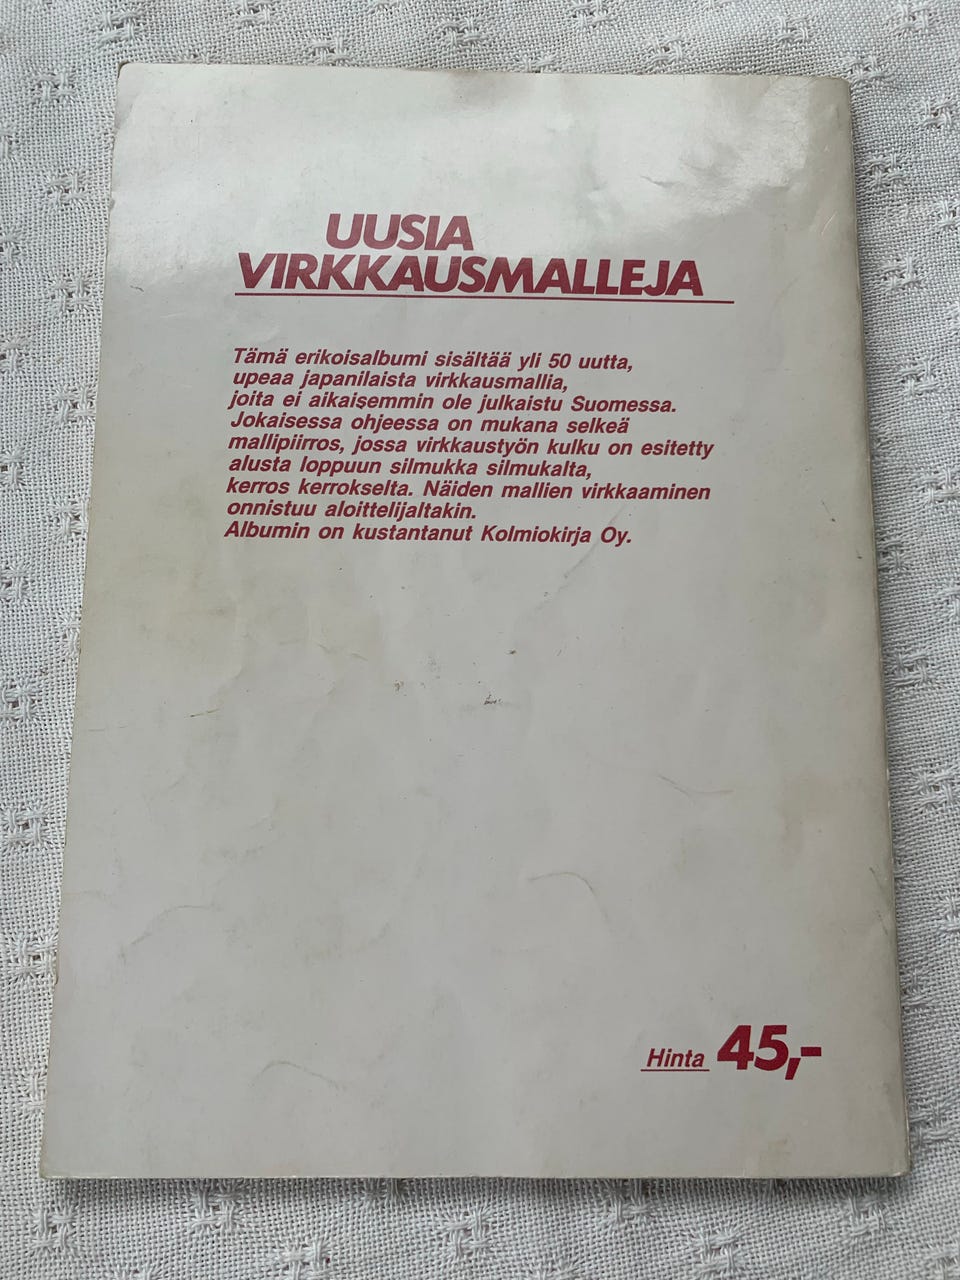 UUSIA
VIRKKAUSMALLEJA
Tämä erikoisalbumi sisältää yli 50 uutta,
upeaa japanilaista virkkausmallia,
joita ei aikaisemmin ole julkaistu Suomessa.
Jokaisessa ohjeessa on mukana selkeä
mallipiirros, jossa virkkaustyön kulku on esitetty
alusta loppuun silmukka silmukalta,
kerros kerrokselta. Näiden mallien virkkaaminen
onnistuu aloittelijaltakin.
Albumin on kustantanut Kolmiokirja Oy.
Hinta 45,-